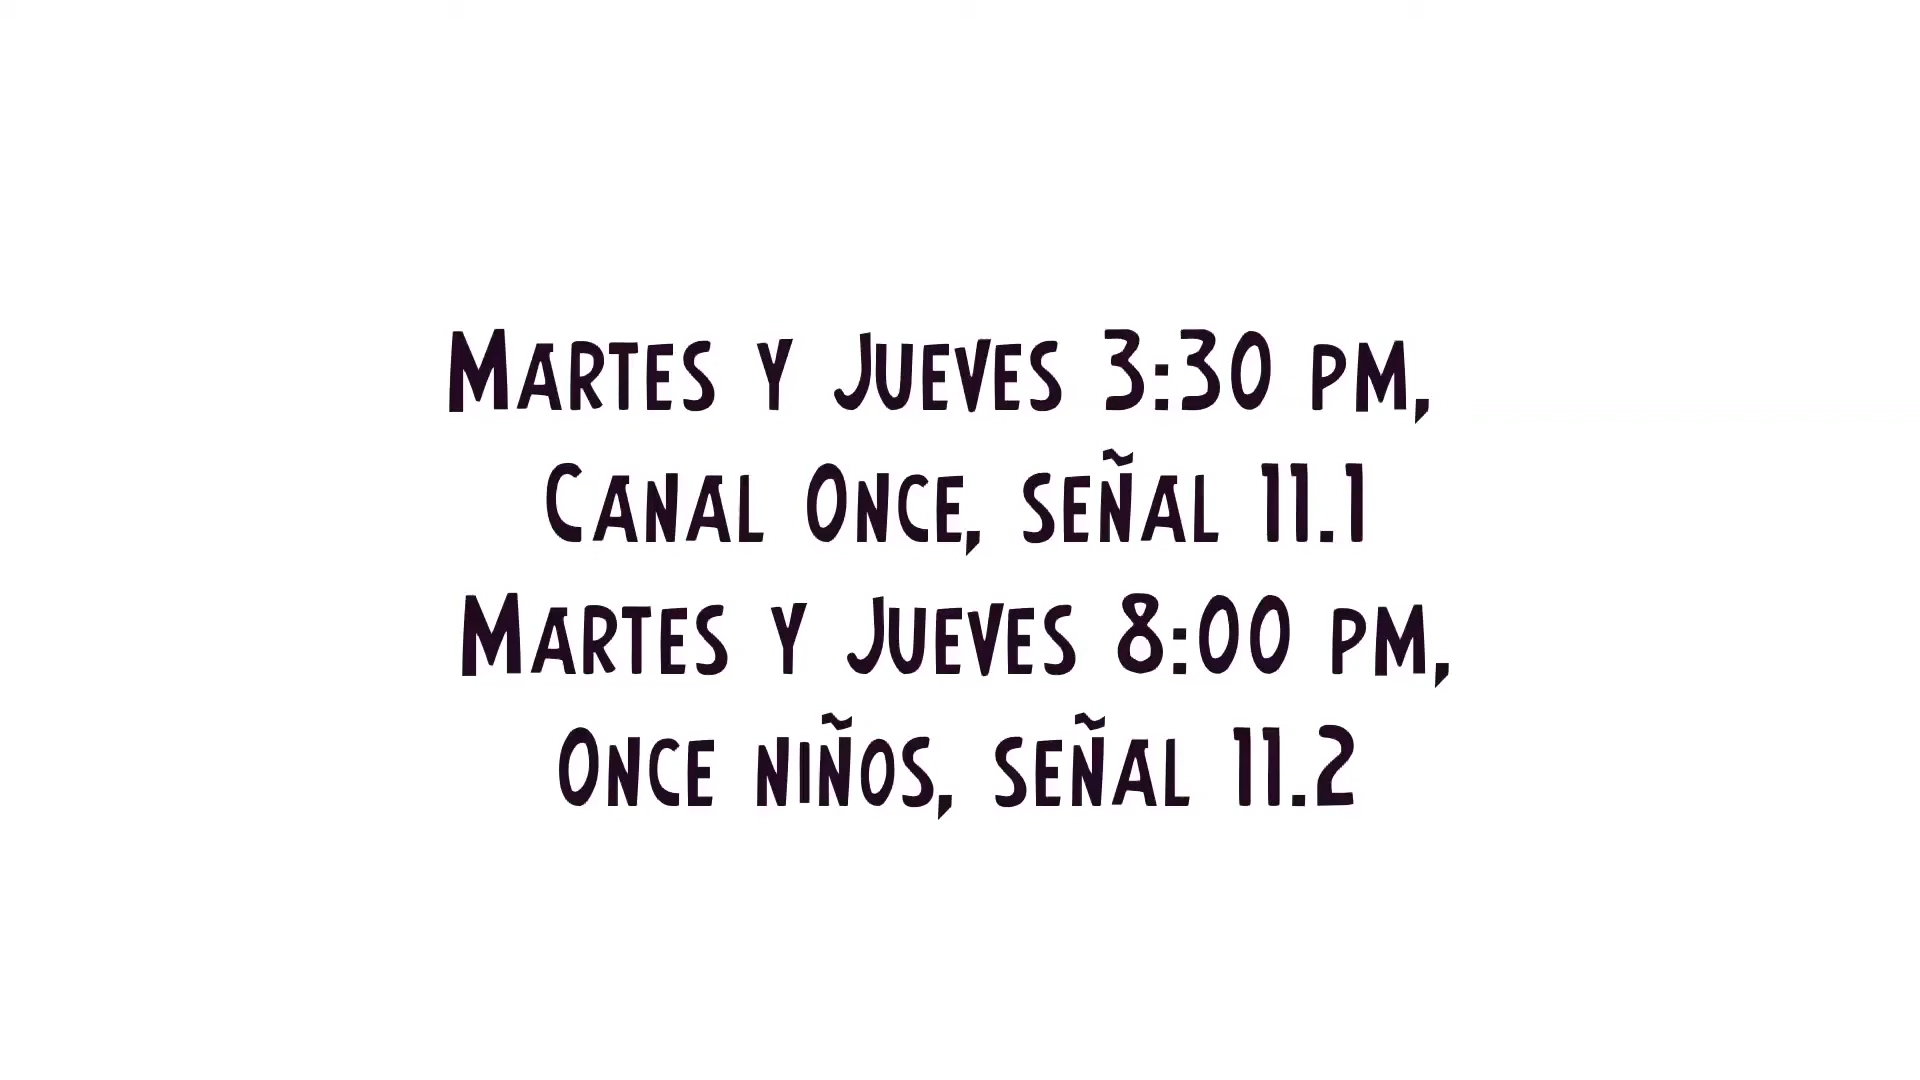 Martes y Jueves 3:30 pm,
Canal Once, señal 11.1
Martes y Jueves 8:00 pm,
Once niños, señal 11.2